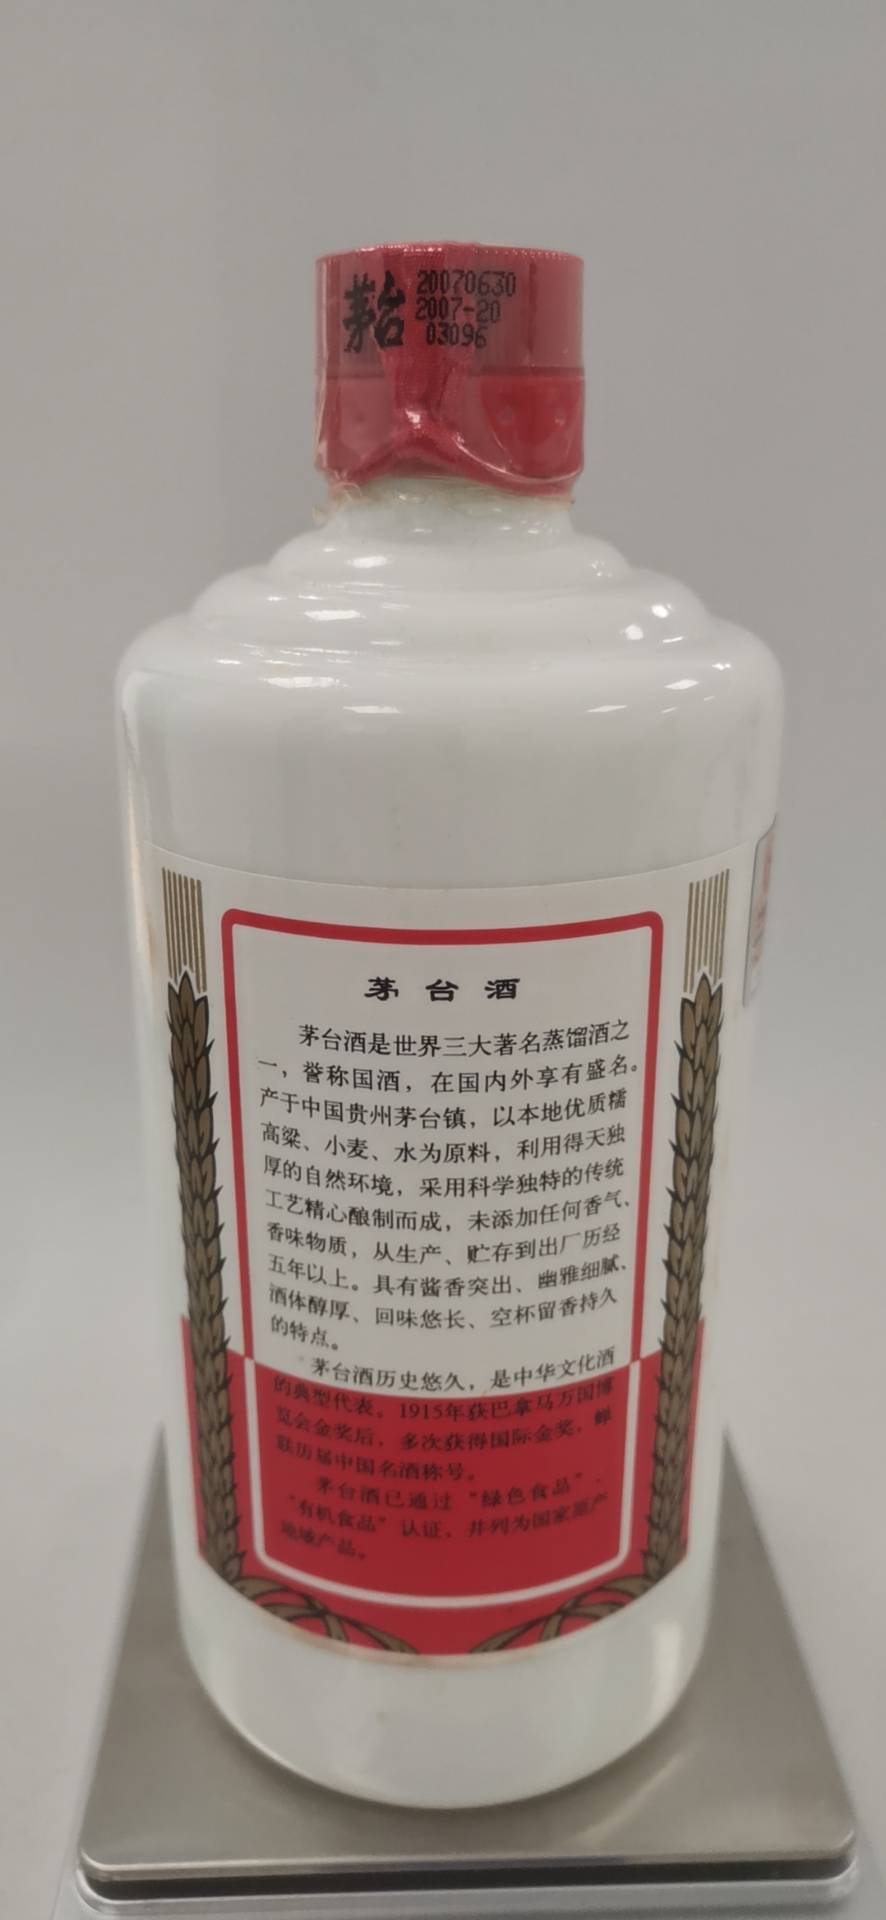 茅台
20070630
2007-20
03096
茅台酒
茅台酒是世界三大著名蒸馏酒之
一，誉称国酒，在国内外享有盛名。
产于中国贵州茅台镇，以本地优质糯
高粱、小麦、水为原料，利用得天独
厚的自然环境，采用科学独特的传统
工艺精心酿制而成，未添加任何香气、
香味物质，从生产、贮存到出厂历经
五年以上。具有酱香突出、幽雅细腻、
酒体醇厚、回味悠长、空杯留香持久
的特点。
茅台酒历史悠久，是中华文化酒
的典型代表。1915年获巴拿马万国博
览会金奖后，多次获得国际金奖，蝉
联历届中国名酒称号。
茅台酒已通过“绿色食品”、
“有机食品”认证，并列为国家原产
地域产品。